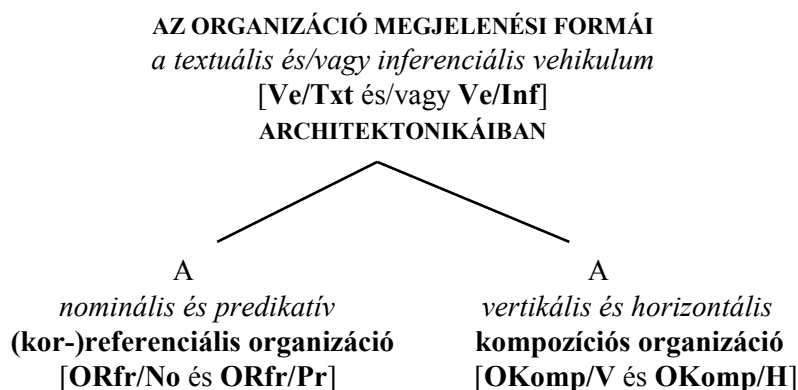 AZ ORGANIZÁCIÓ MEGJELENÉSI FORMÁI
a textuális és/vagy inferenciális vehikulum
[Ve/Txt és/vagy Ve/Inf]
ARCHITEKTONIKÁIBAN
A
nominális és predikatív
(kor-)referenciális organizáció
[ORfr/No és ORfr/Pr]
A
vertikális és horizontális
kompozíciós organizáció
[OKomp/V és OKomp/H]